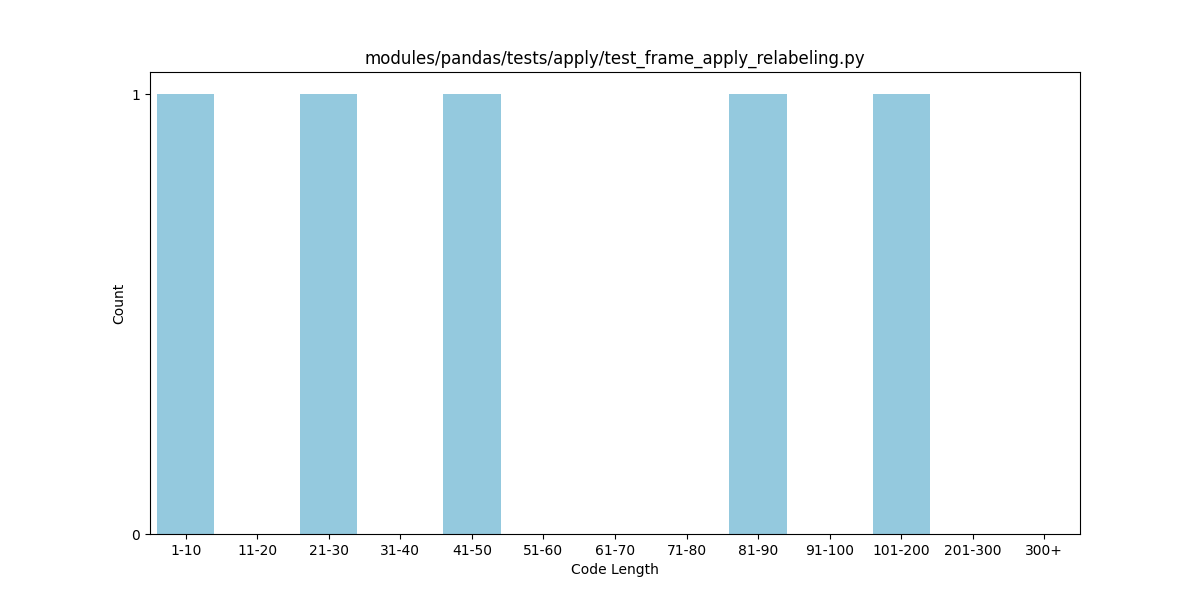 modules/pandas/tests/apply/test_frame_apply_relabeling.py
1
Count
0
1-10 11-20 21-30 31-40 41-50 51-60 61-70 71-80 81-90 91-100 101-200 201-300 300+
Code Length